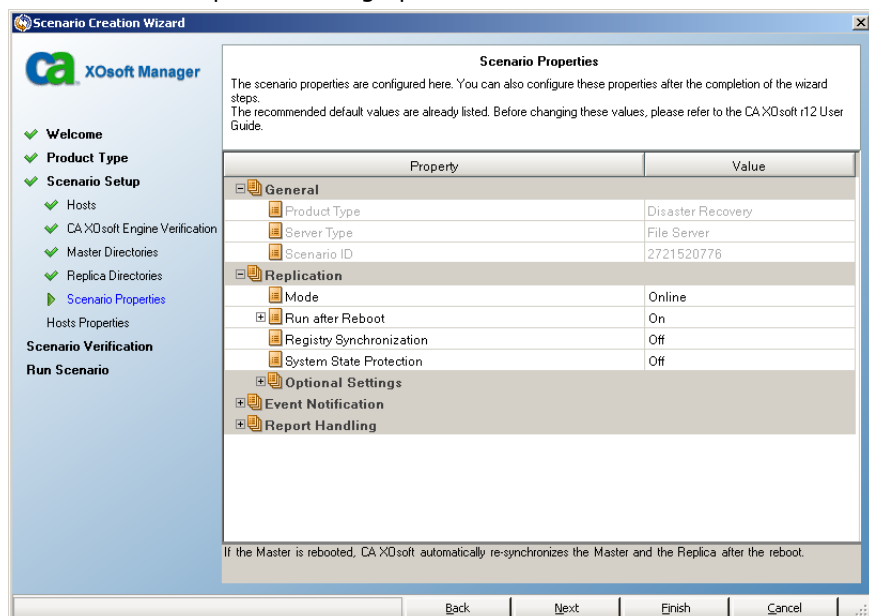 Scenario Creation Wizard
ca XOsoft Manager
Welcome
Product Type
Scenario Setup
Hosts
CA XOsoft Engine Verification
Master Directories
Replica Directories
Scenario Properties
Hosts Properties
Scenario Verification
Run Scenario
Scenario Properties
The scenario properties are configured here. You can also configure these properties after the completion of the wizard
steps.
The recommended default values are already listed. Before changing these values, please refer to the CA XOsoft r12 User
Guide.
Property Value
General
Product Type Disaster Recovery
Server Type File Server
Scenario ID 2721520776
Replication
Mode Online
Run after Reboot On
Registry Synchronization Off
System State Protection Off
Optional Settings
Event Notification
Report Handling
If the Master is rebooted, CA XOsoft automatically re-synchronizes the Master and the Replica after the reboot.
Back Next Finish Cancel